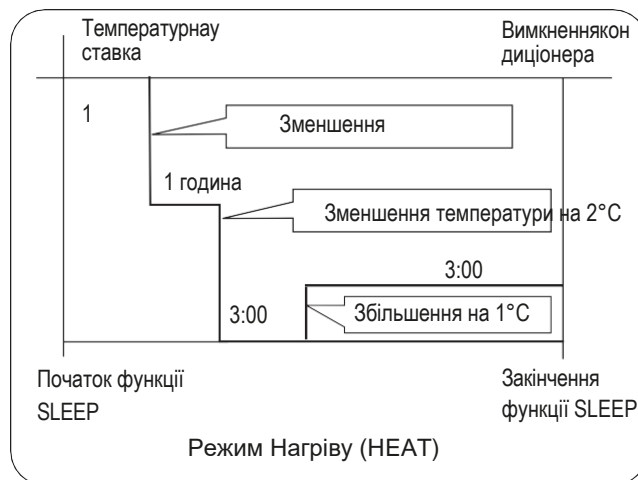 Температурнау
ставка
Вимкненнякон
диціонера
1
Зменшення
1 година
Зменшення температури на 2°C
3:00
3:00
Збільшення на 1°C
Початок функції
SLEEP
Закінчення
функції SLEEP
Режим Нагріву (HEAT)